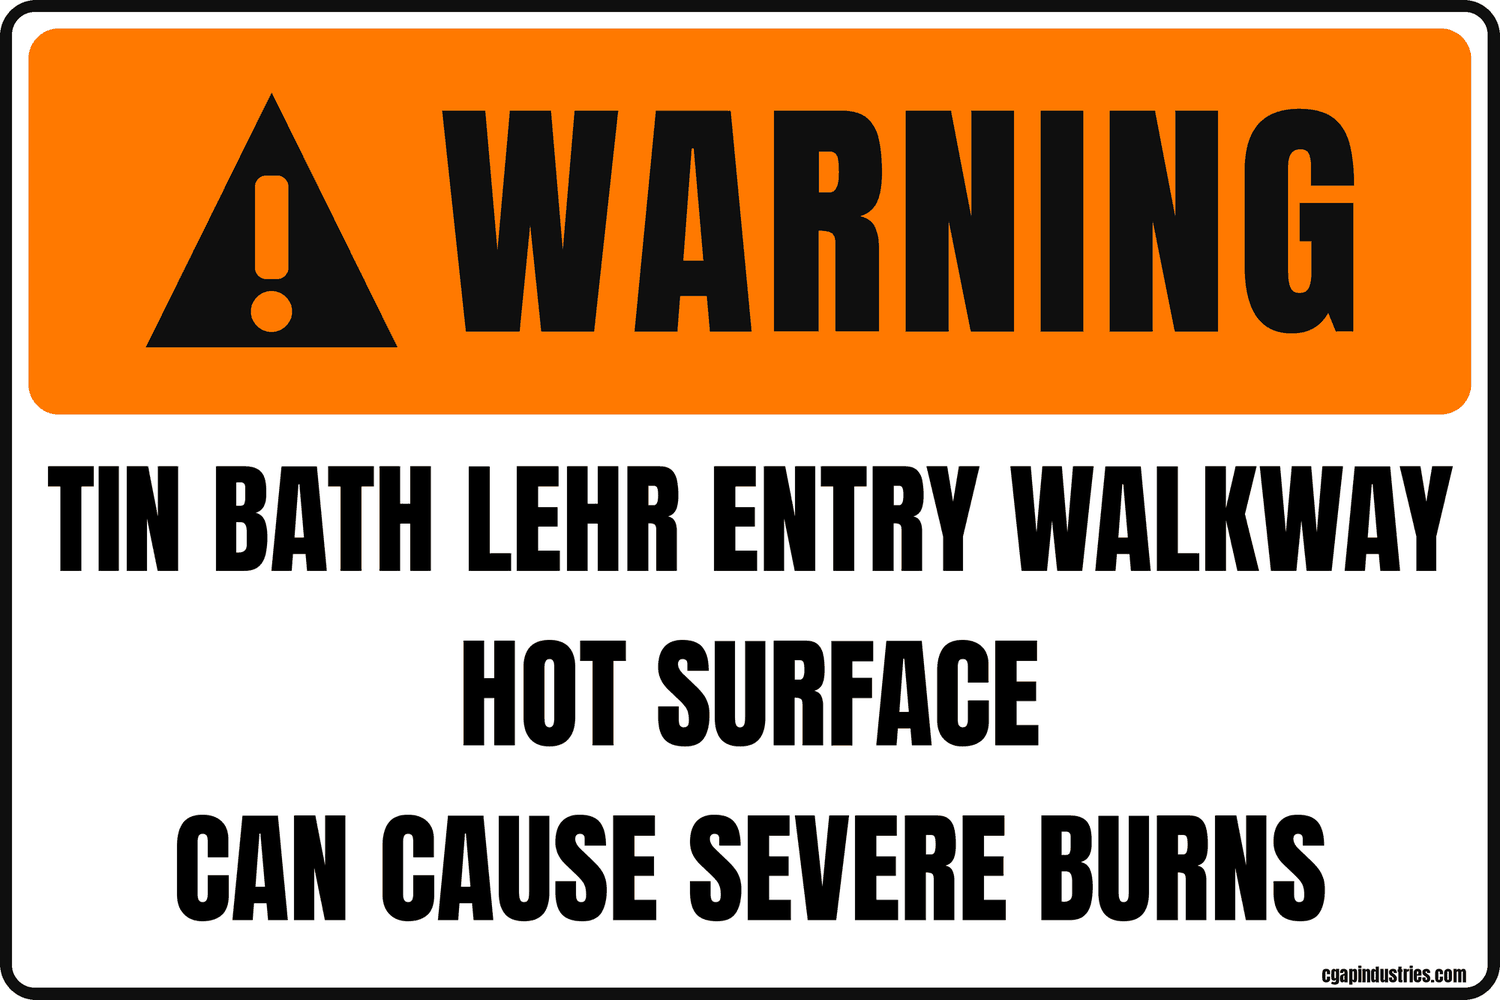 WARNING
TIN BATH LEHR ENTRY WALKWAY
HOT SURFACE
CAN CAUSE SEVERE BURNS
cgapindustries.com